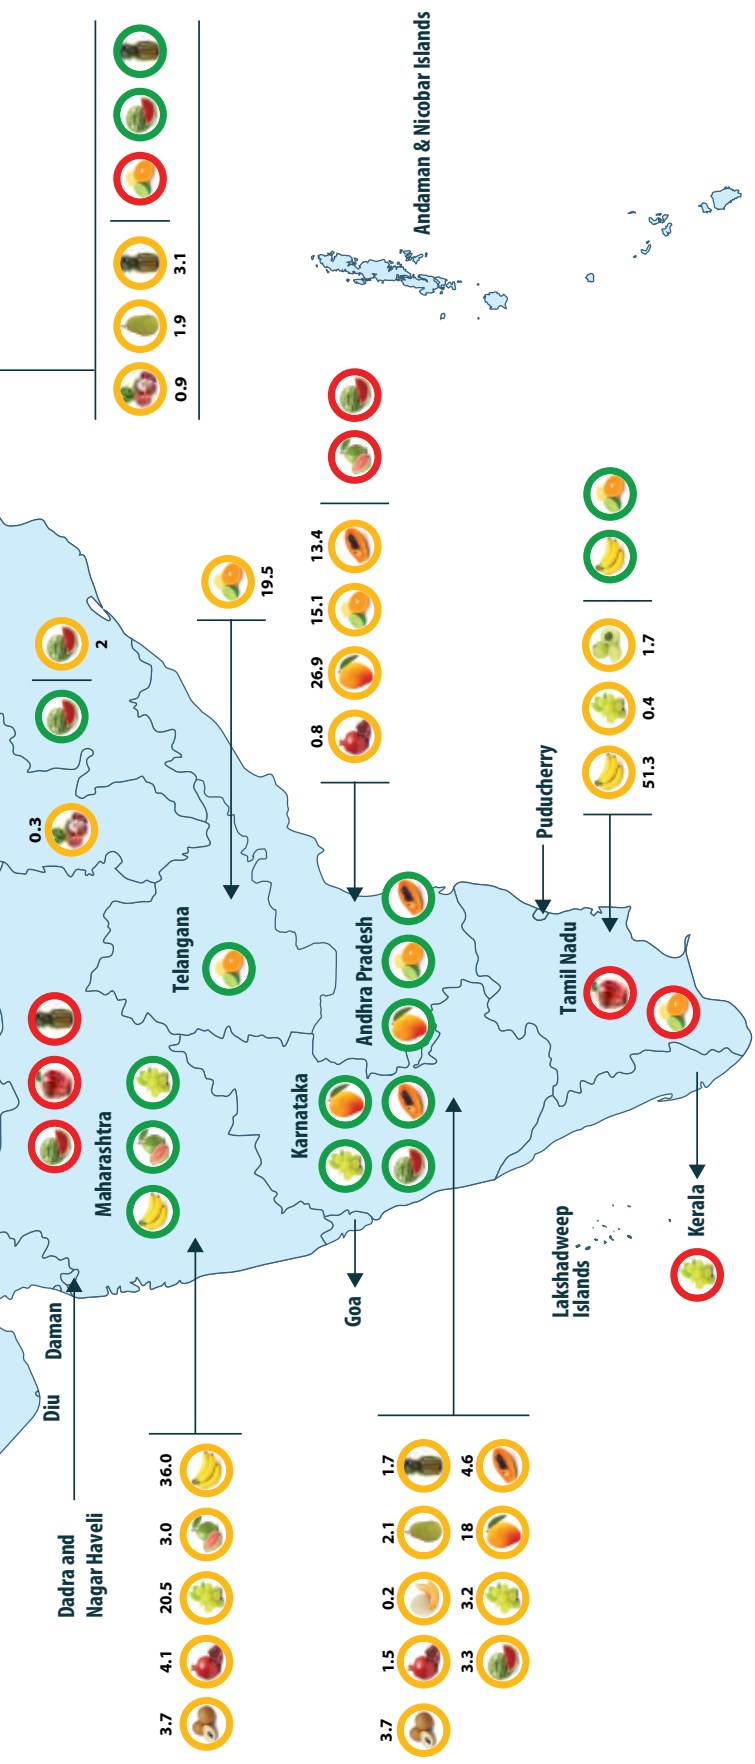 0.3
Diu Daman
Dadra and
Nagar Haveli
2
Maharashtra
3.7 4.1 20.5 3.0 36.0
0.9 1.9 3.1
Telangana
19.5
Karnataka
0.8 26.9 15.1 13.4
Goa
Andhra Pradesh
3.7 1.5 0.2 2.1 1.7
Andaman & Nicobar Islands
3.3 3.2 18 4.6
Puducherry
Lakshadweep
Islands
Tamil Nadu
51.3 0.4 1.7
Kerala